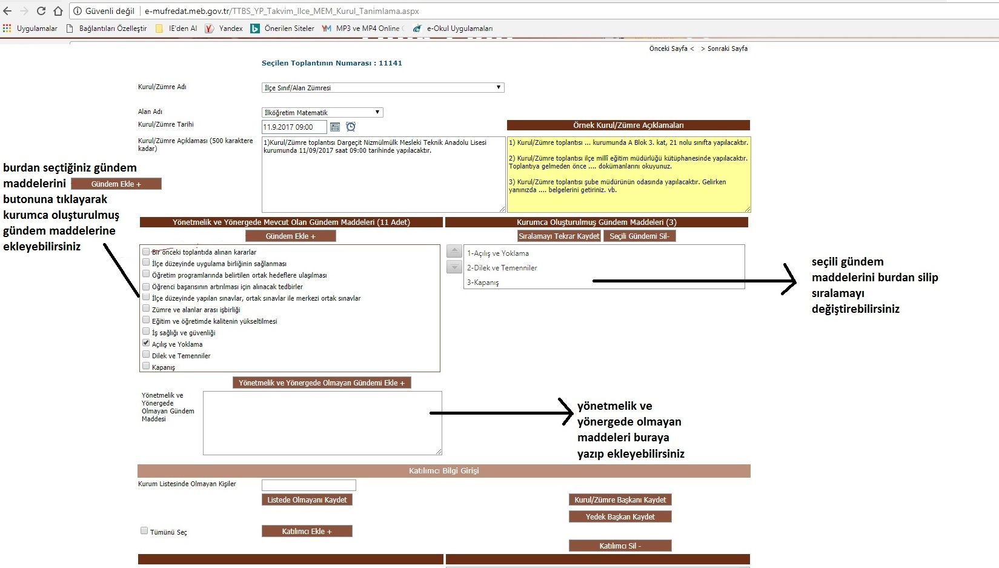 Güvenli değil e-mufredat.meb.gov.tr/TTBS_YP_Takvim_Ilce_MEM_Kurul_Tanimlama.aspx
Uygulamalar Bağlantıları Özelleştir IE'den Al Yandex Önerilen Siteler MP3 ve MP4 Online e-Okul Uygulamaları
Önceki Sayfa < > Sonraki Sayfa
Seçilen Toplantının Numarası : 11141
Kurul/Zümre Adı
İlçe Sınıf/Alan Zümresi
Alan Adı
İlköğretim Matematik
Kurul/Zümre Tarihi
11.9.2017 09:00
Örnek Kurul/Zümre Açıklamaları
Kurul/Zümre Açıklaması (500 karaktere
kadar)
1)Kurul/Zümre toplantısı Dargeçit Nizmülmülk Mesleki Teknik Anadolu Lisesi
kurumunda 11/09/2017 saat 09:00 tarihinde yapılacaktır.
1) Kurul/Zümre toplantısı ... kurumunda A Blok 3. kat, 21 nolu sınıfta yapılacaktır.
2) Kurul/Zümre toplantısı ilçe millî eğitim müdürlüğü kütüphanesinde yapılacaktır.
Toplantıya gelmeden önce .... dokümanlarını okuyunuz.
3) Kurul/Zümre toplantısı şube müdürünün odasında yapılacaktır. Gelirken
yanınızda .... belgelerini getiriniz. vb.
burdan seçtiğiniz gündem
maddelerini Gündem Ekle +
butonuna tıklayarak
kurumca oluşturulmuş
gündem maddelerine
ekleyebilirsiniz
Yönetmelik ve Yönergede Mevcut Olan Gündem Maddeleri (11 Adet)
Gündem Ekle +
Bir önceki toplantıda alınan kararlar
İlçe düzeyinde uygulama birliğinin sağlanması
Öğretim programlarında belirtilen ortak hedeflere ulaşılması
Öğrenci başarısının artırılması için alınacak tedbirler
İlçe düzeyinde yapılan sınavlar, ortak sınavlar ile merkezi ortak sınavlar
Zümre ve alanlar arası işbirliği
Eğitim ve öğretimde kalitenin yükseltilmesi
İş sağlığı ve güvenliği
Açılış ve Yoklama
Dilek ve Temenniler
Kapanış
Kurumca Oluşturulmuş Gündem Maddeleri (3)
Sıralamayı Tekrar Kaydet Seçili Gündemi Sil-
1-Açılış ve Yoklama
2-Dilek ve Temenniler
3-Kapanış
seçili gündem
maddelerini burdan silip
sıralamayı
değiştirebilirsiniz
Yönetmelik ve Yönergede Olmayan Gündemi Ekle +
Yönetmelik ve
Yönergede
Olmayan Gündem
Maddesi
yönetmelik ve
yönergede olmayan
maddeleri buraya
yazıp ekleyebilirsiniz
Katılımcı Bilgi Girişi
Kurum Listesinde Olmayan Kişiler
Listede Olmayanı Kaydet
Kurul/Zümre Başkanı Kaydet
Yedek Başkan Kaydet
Tümünü Seç
Katılımcı Ekle +
Katılımcı Sil -